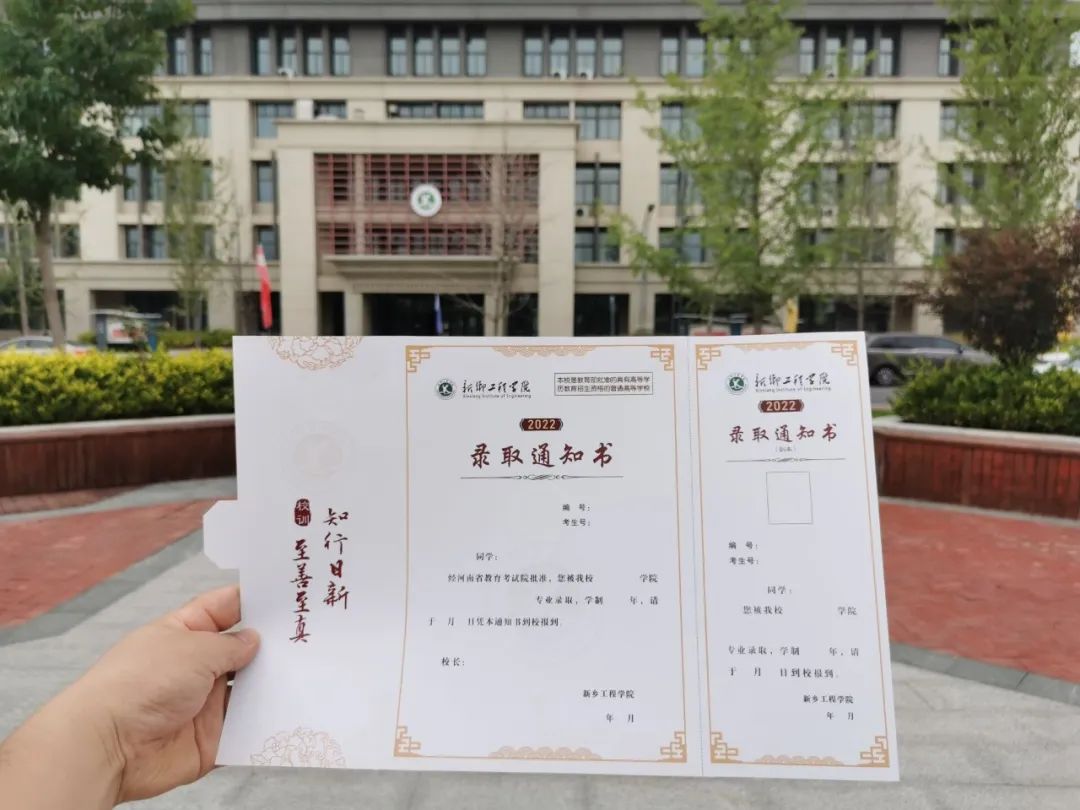 校训
知行日新
至善至真
新乡工程学院
Xinxiang Institute of Engineering
本校是教育部批准的具有高等学
历教育招生资格的普通高等学校
2022
录取通知书
编 号:
考生号:
同学:
经河南省教育考试院批准,您被我校 学院
专业录取,学制 年,请
于 月 日凭本通知书到校报到。
校长:
新乡工程学院
年 月
新乡工程学院
Xinxiang Institute of Engineering
2022
录取通知书
(副本)
编 号:
考生号:
同学:
您被我校 学院
专业录取,学制 年,请
于 月 日到校报到。
新乡工程学院
年 月